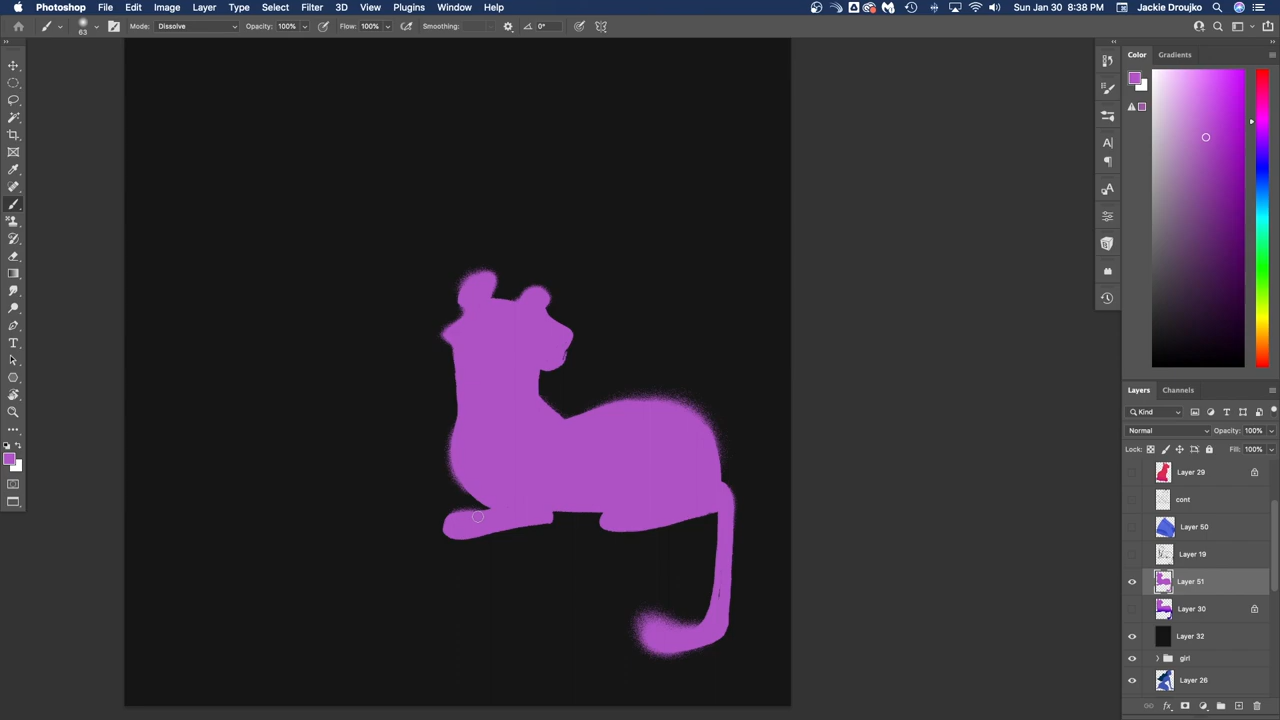 Photoshop File Edit Image Layer Type Select Filter 3D View Plugins Window Help Sun Jan 30 8:38 PM Jackie Droujko
63 Mode: Dissolve Opacity: 100% Flow: 100% Smoothing: 0°
Color Gradients
Layers Channels
Kind
Normal Opacity: 100%
Lock: Fill: 100%
Layer 29
cont
Layer 50
Layer 19
Layer 51
Layer 30
Layer 32
girl
Layer 26
fx